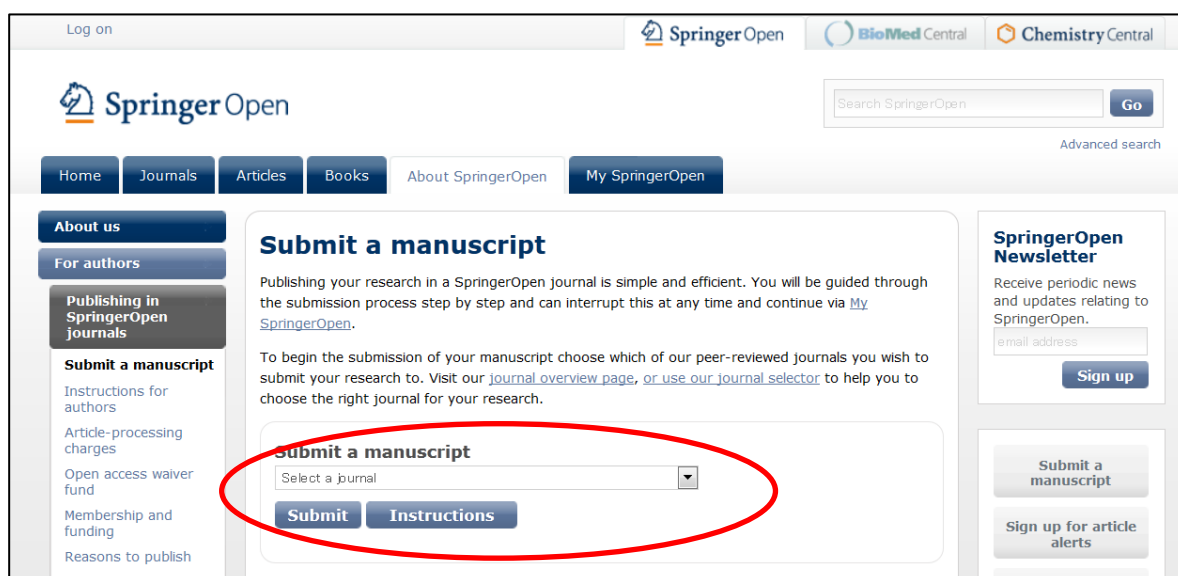 Log on
SpringerOpen
BioMed Central
Chemistry Central
SpringerOpen
Search SpringerOpen
Go
Advanced search
Home
Journals
Articles
Books
About SpringerOpen
My SpringerOpen
About us
For authors
Publishing in
SpringerOpen
journals
Submit a manuscript
Instructions for
authors
Article-processing
charges
Open access waiver
fund
Membership and
funding
Reasons to publish
Submit a manuscript
Publishing your research in a SpringerOpen journal is simple and efficient. You will be guided through
the submission process step by step and can interrupt this at any time and continue via My
SpringerOpen.
To begin the submission of your manuscript choose which of our peer-reviewed journals you wish to
submit your research to. Visit our journal overview page, or use our journal selector to help you to
choose the right journal for your research.
Submit a manuscript
Select a journal
Submit
Instructions
SpringerOpen
Newsletter
Receive periodic news
and updates relating to
SpringerOpen.
email address
Sign up
Submit a
manuscript
Sign up for article
alerts